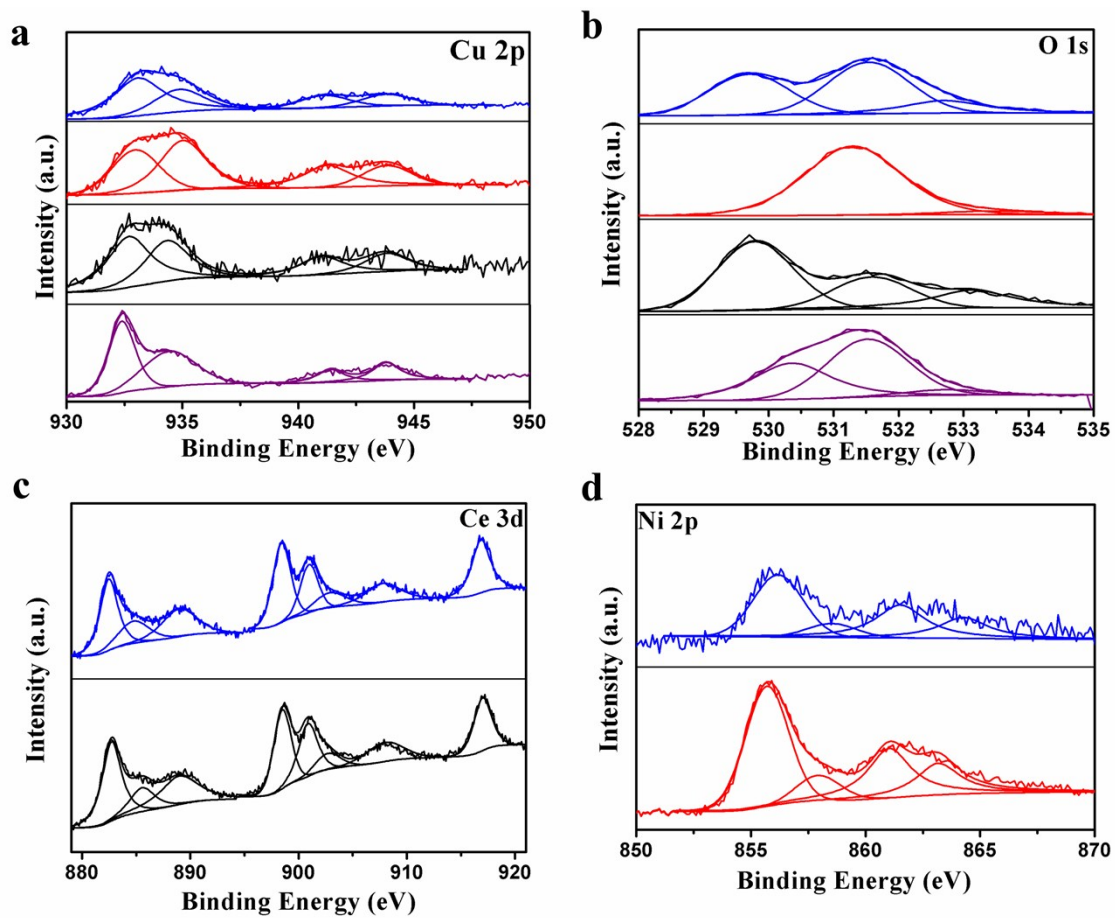 a
Cu 2p
Intensity (a.u.)
930 935 940 945 950
Binding Energy (eV)
b
O 1s
Intensity (a.u.)
528 529 530 531 532 533 534 535
Binding Energy (eV)
c
Ce 3d
Intensity (a.u.)
880 890 900 910 920
Binding Energy (eV)
d
Ni 2p
Intensity (a.u.)
850 855 860 865 870
Binding Energy (eV)